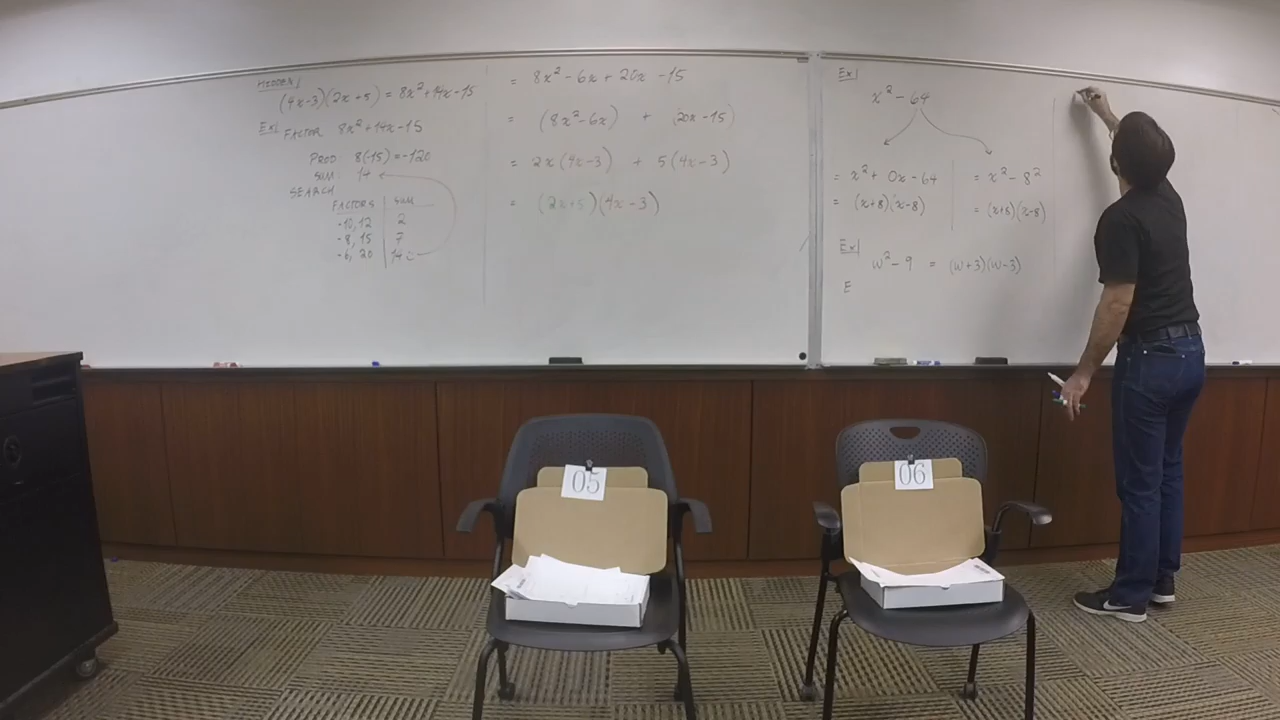 HIDDEN!
(4x-3)(2x+5) = 8x²+14x-15
Ex] FACTOR 8x²+14x-15
PROD: 8(-15) = -120
SUM: 14
SEARCH
FACTORS | SUM
-10, 12 | 2
-8, 15 | 7
-6, 20 | 14
= 8x² - 6x + 20x - 15
= (8x² - 6x) + (20x - 15)
= 2x(4x-3) + 5(4x-3)
= (2x+5)(4x-3)
Ex]
x² - 64
= x² + 0x - 64
= (x+8)(x-8)
= x² - 8²
= (x+8)(x-8)
Ex]
w² - 9 = (w+3)(w-3)
E
05
06